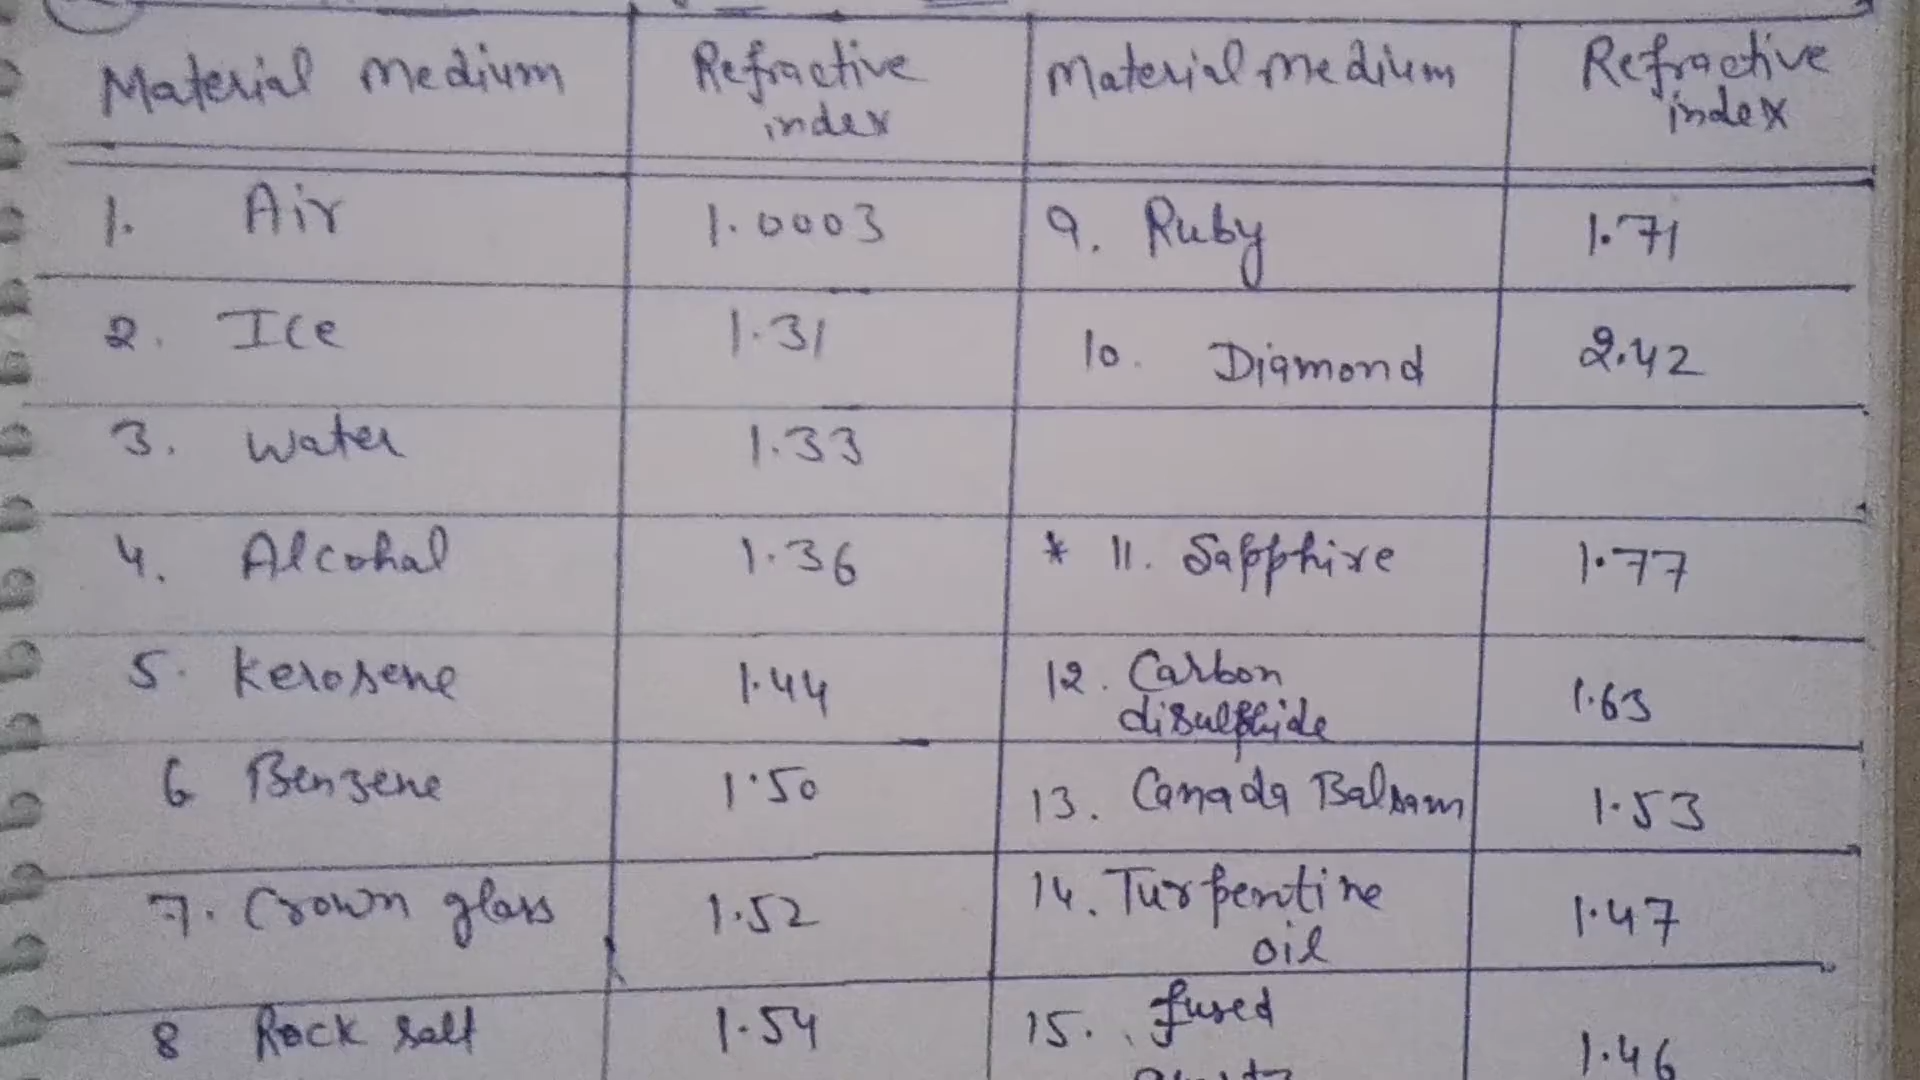 Material medium Refractive index Material medium Refractive index
1. Air 1.0003 9. Ruby 1.71
2. Ice 1.31 10. Diamond 2.42
3. Water 1.33
4. Alcohal 1.36 * 11. Sapphire 1.77
5. Kerosene 1.44 12. Carbon disulphide 1.63
6 Benzene 1.50 13. Canada Balsam 1.53
7. Crown glass 1.52 14. Turpentine oil 1.47
8 Rock salt 1.54 15. fused 1.46